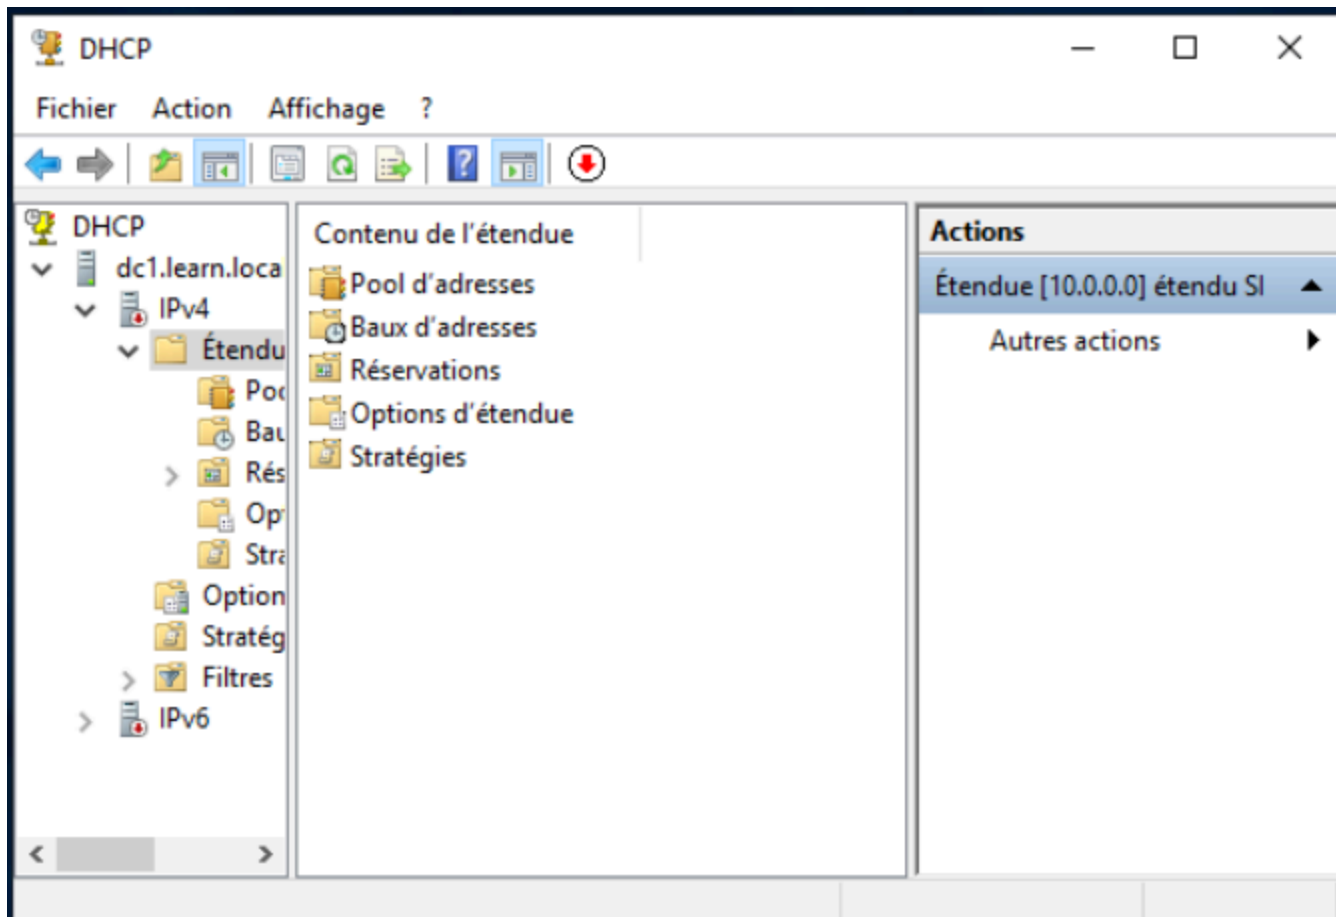 DHCP
Fichier Action Affichage ?
DHCP
dc1.learn.loca
IPv4
Étendu
Poo
Bau
Rés
Opt
Stra
Option
Stratég
Filtres
IPv6
Contenu de l'étendue
Pool d'adresses
Baux d'adresses
Réservations
Options d'étendue
Stratégies
Actions
Étendue [10.0.0.0] étendu SI
Autres actions